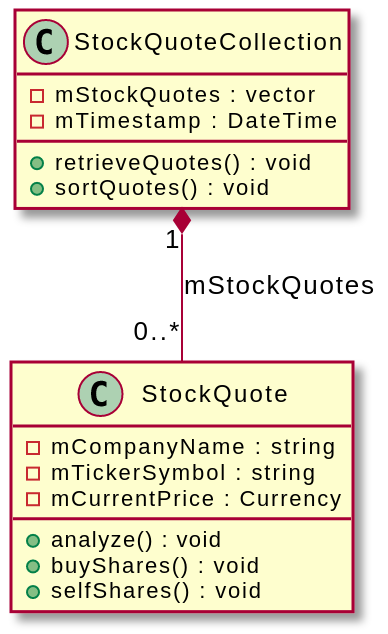 C StockQuoteCollection
mStockQuotes : vector
mTimestamp : DateTime
retrieveQuotes() : void
sortQuotes() : void
1
mStockQuotes
0..*
C StockQuote
mCompanyName : string
mTickerSymbol : string
mCurrentPrice : Currency
analyze() : void
buyShares() : void
selfShares() : void